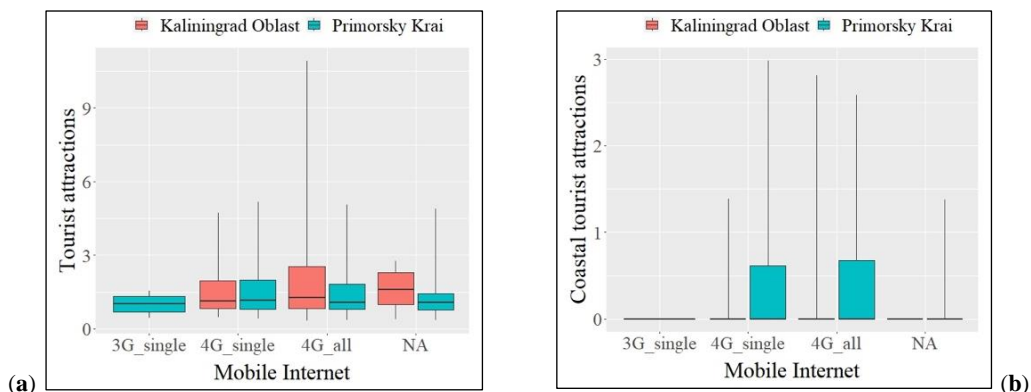 Kaliningrad Oblast Primorsky Krai
Tourist attractions
9
6
3
0
3G_single 4G_single 4G_all NA
Mobile Internet
(a)
Kaliningrad Oblast Primorsky Krai
Coastal tourist attractions
3
2
1
0
3G_single 4G_single 4G_all NA
Mobile Internet
(b)